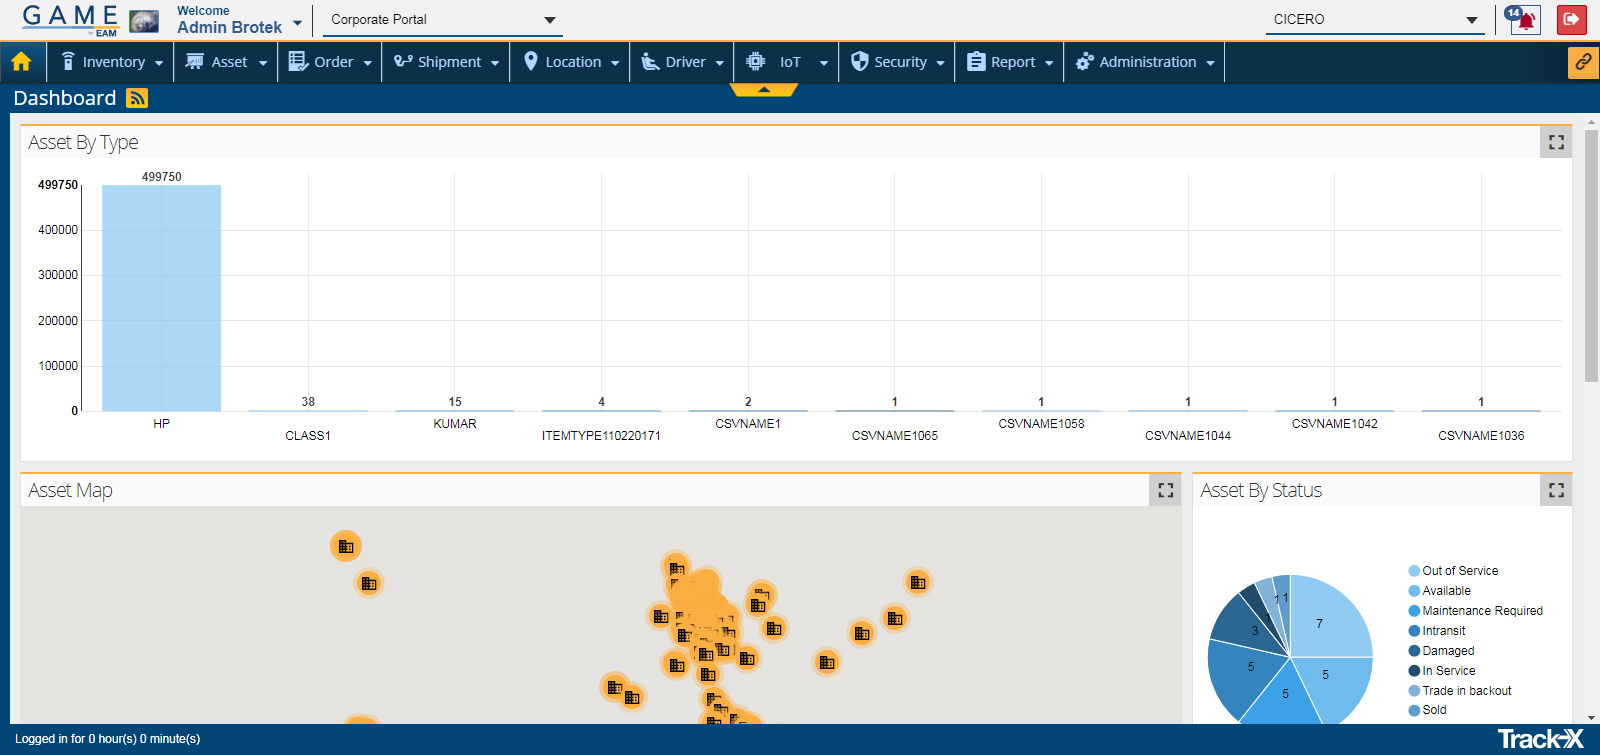 GAME
by EAM
Welcome
Admin Brotek
Corporate Portal
CICERO
14
Inventory
Asset
Order
Shipment
Location
Driver
IoT
Security
Report
Administration
Dashboard
Asset By Type
499750
400000
300000
200000
100000
0
499750
38
15
4
2
1
1
1
1
1
HP
CLASS1
KUMAR
ITEMTYPE110220171
CSVNAME1
CSVNAME1065
CSVNAME1058
CSVNAME1044
CSVNAME1042
CSVNAME1036
Asset Map
Asset By Status
7
5
5
5
3
1
1
1
Out of Service
Available
Maintenance Required
Intransit
Damaged
In Service
Trade in backout
Sold
Logged in for 0 hour(s) 0 minute(s)
Track-X